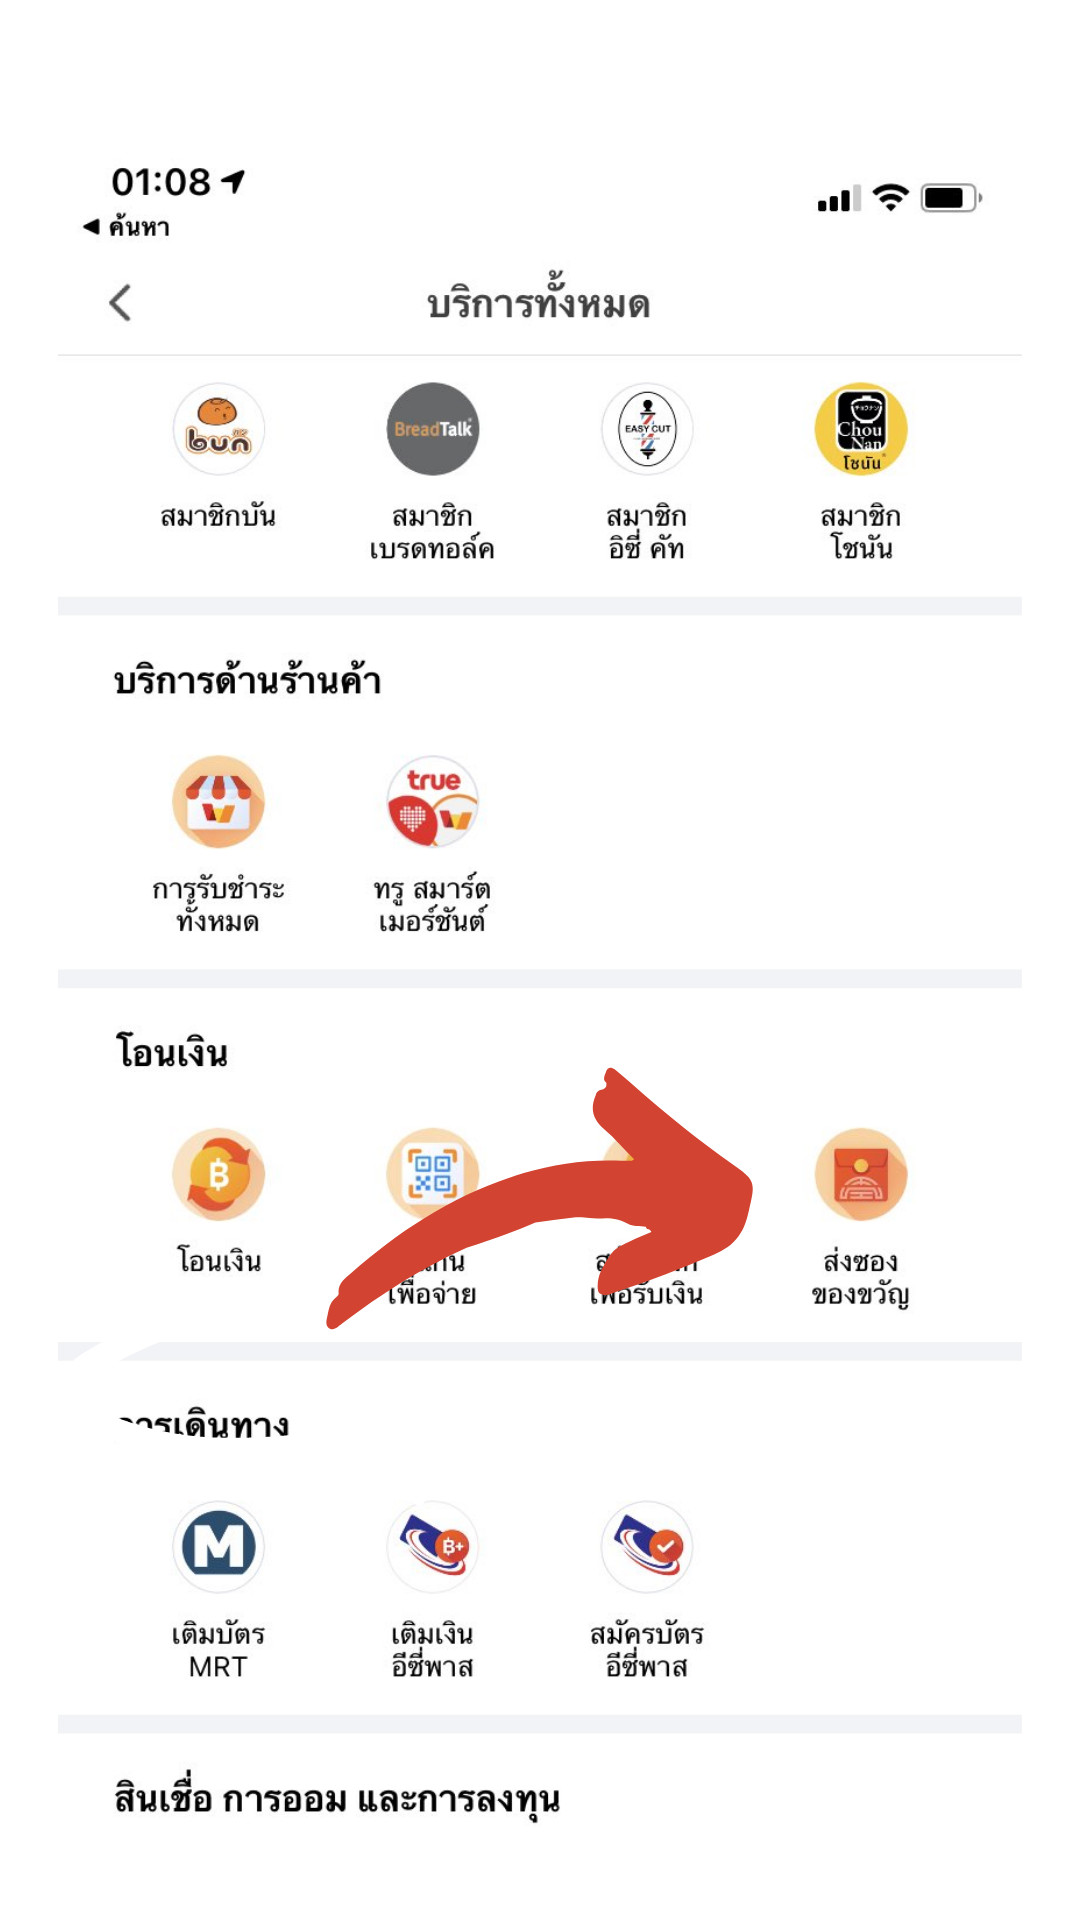 01:08
ค้นหา
บริการทั้งหมด
bun
BreadTalk
EASY CUT
Chou
Nan
โชนัน
สมาชิกบัน
สมาชิก
เบรดทอล์ค
สมาชิก
อีซี่ คัท
สมาชิก
โชนัน
บริการด้านร้านค้า
true
การรับชำระ
ทั้งหมด
ทรู สมาร์ต
เมอร์ชันต์
โอนเงิน
โอนเงิน
เพื่อจ่าย
เพื่อรับเงิน
ส่งซอง
ของขวัญ
ารเดินทาง
M
฿+
เติมบัตร
MRT
เติมเงิน
อีซี่พาส
สมัครบัตร
อีซี่พาส
สินเชื่อ การออม และการลงทุน